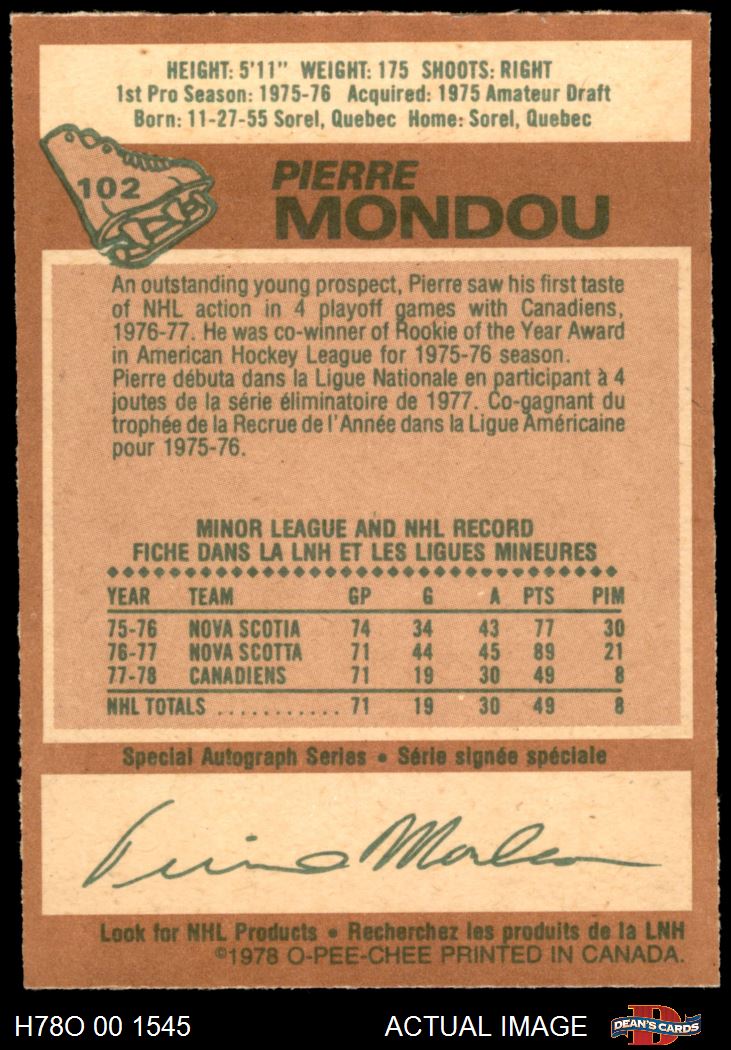 HEIGHT: 5'11" WEIGHT: 175 SHOOTS: RIGHT
1st Pro Season: 1975-76 Acquired: 1975 Amateur Draft
Born: 11-27-55 Sorel, Quebec Home: Sorel, Quebec
102
PIERRE
MONDOU
An outstanding young prospect, Pierre saw his first taste
of NHL action in 4 playoff games with Canadiens,
1976-77. He was co-winner of Rookie of the Year Award
in American Hockey League for 1975-76 season.
Pierre débuta dans la Ligue Nationale en participant à 4
joutes de la série éliminatoire de 1977. Co-gagnant du
trophée de la Recrue de l'Année dans la Ligue Américaine
pour 1975-76.
MINOR LEAGUE AND NHL RECORD
FICHE DANS LA LNH ET LES LIGUES MINEURES
YEAR TEAM GP G A PTS PIM
75-76 NOVA SCOTIA 74 34 43 77 30
76-77 NOVA SCOTTA 71 44 45 89 21
77-78 CANADIENS 71 19 30 49 8
NHL TOTALS ........... 71 19 30 49 8
Special Autograph Series • Série signée spéciale
Pierre Mondou
Look for NHL Products • Recherchez les produits de la LNH
©1978 O-PEE-CHEE PRINTED IN CANADA.
H78O 00 1545 ACTUAL IMAGE
D
DEAN'S CARDS